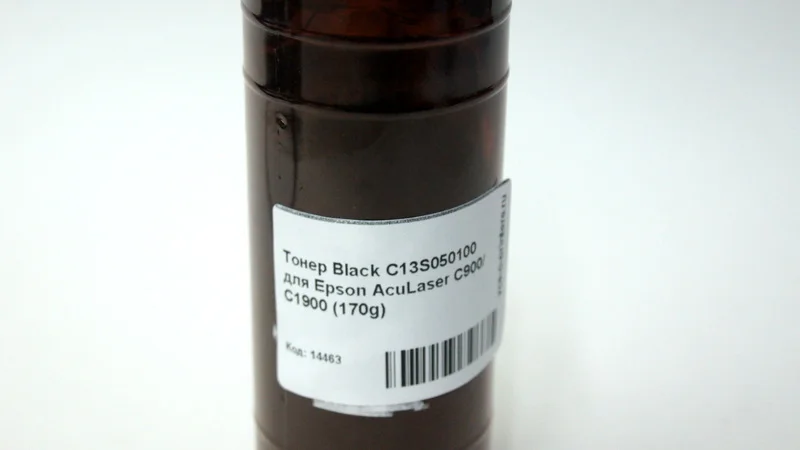 Тонер Black C13S050100
для Epson AcuLaser C900/
C1900 (170g)
Код: 14463